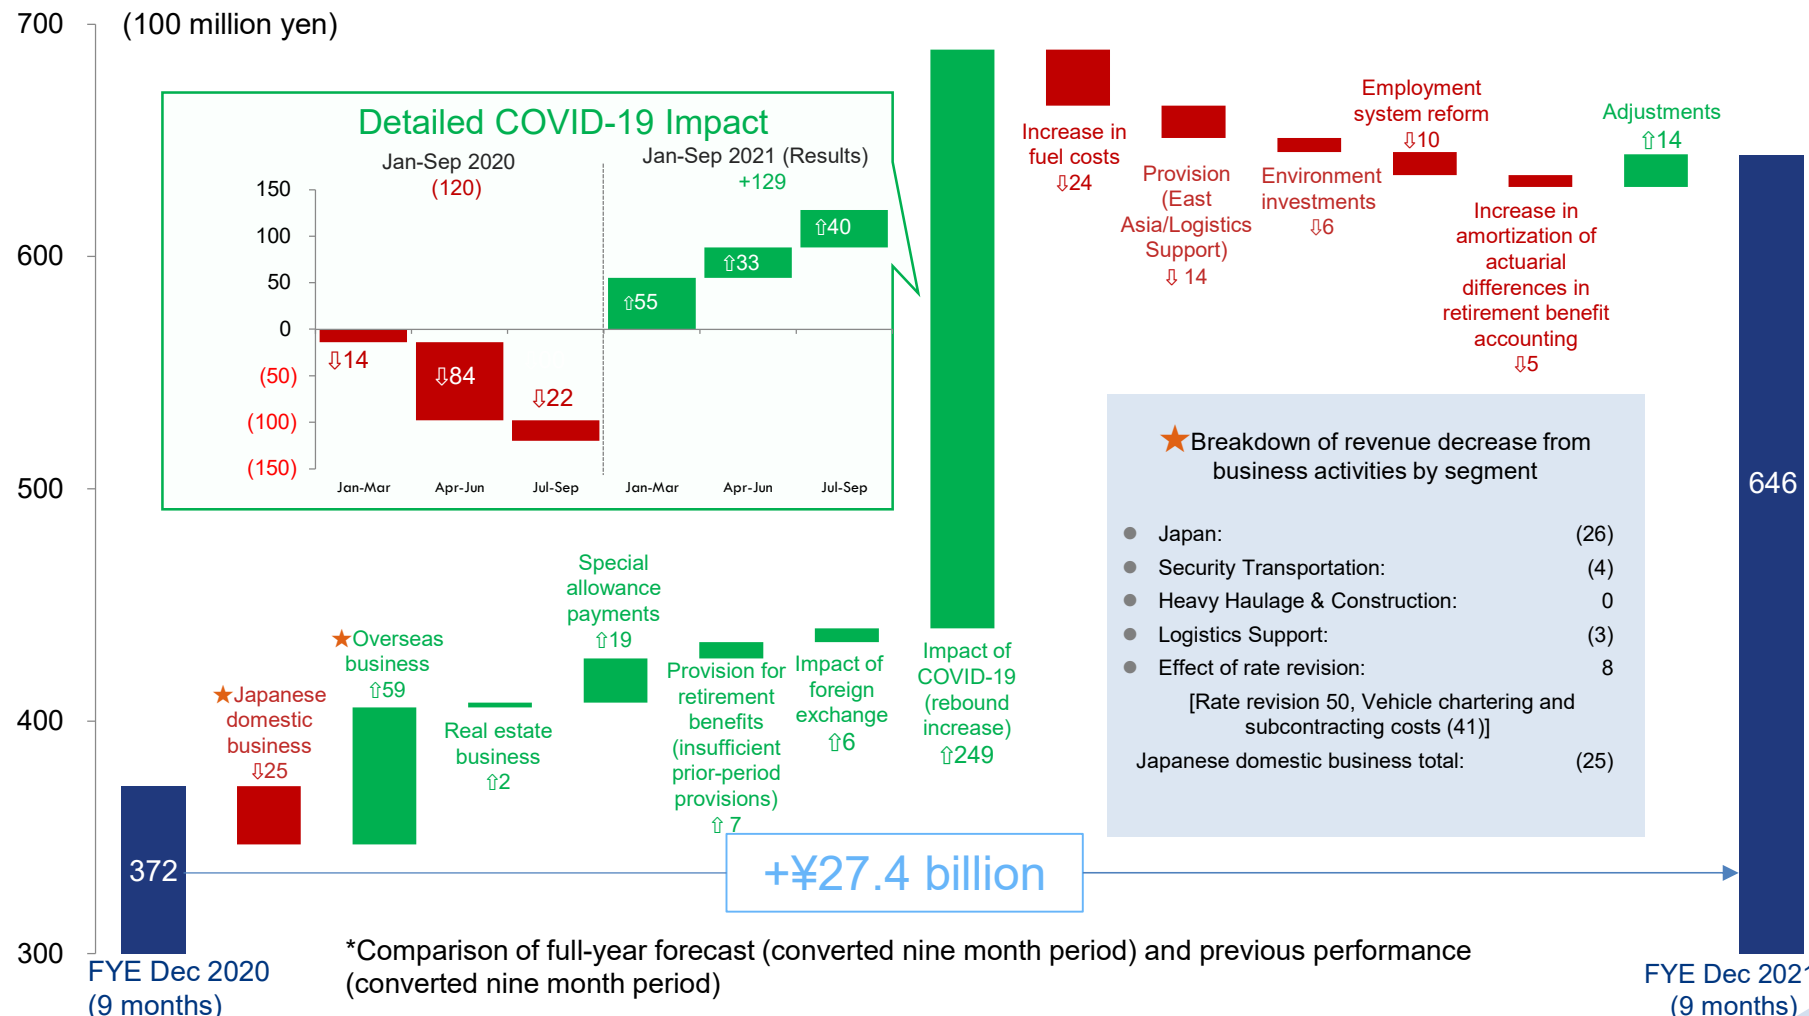 700
(100 million yen)
600
500
400
300
Detailed COVID-19 Impact
Jan-Sep 2020
(120)
Jan-Sep 2021 (Results)
+129
150
100
50
0
(50)
(100)
(150)
⇩14
⇩84
⇩22
⇧55
⇧33
⇧40
Jan-Mar
Apr-Jun
Jul-Sep
Jan-Mar
Apr-Jun
Jul-Sep
372
★Japanese
domestic
business
⇩25
★Overseas
business
⇧59
Real estate
business
⇧2
Special
allowance
payments
⇧19
Provision for
retirement
benefits
(insufficient
prior-period
provisions)
⇧ 7
Impact of
foreign
exchange
⇧6
Impact of
COVID-19
(rebound
increase)
⇧249
Increase in
fuel costs
⇩24
Provision
(East
Asia/Logistics
Support)
⇩ 14
Environment
investments
⇩6
Employment
system reform
⇩10
Increase in
amortization of
actuarial
differences in
retirement benefit
accounting
⇩5
Adjustments
⇧14
646
★Breakdown of revenue decrease from
business activities by segment
● Japan: (26)
● Security Transportation: (4)
● Heavy Haulage & Construction: 0
● Logistics Support: (3)
● Effect of rate revision: 8
[Rate revision 50, Vehicle chartering and
subcontracting costs (41)]
Japanese domestic business total: (25)
+¥27.4 billion
*Comparison of full-year forecast (converted nine month period) and previous performance
(converted nine month period)
FYE Dec 2020
(9 months)
FYE Dec 2021
(9 months)